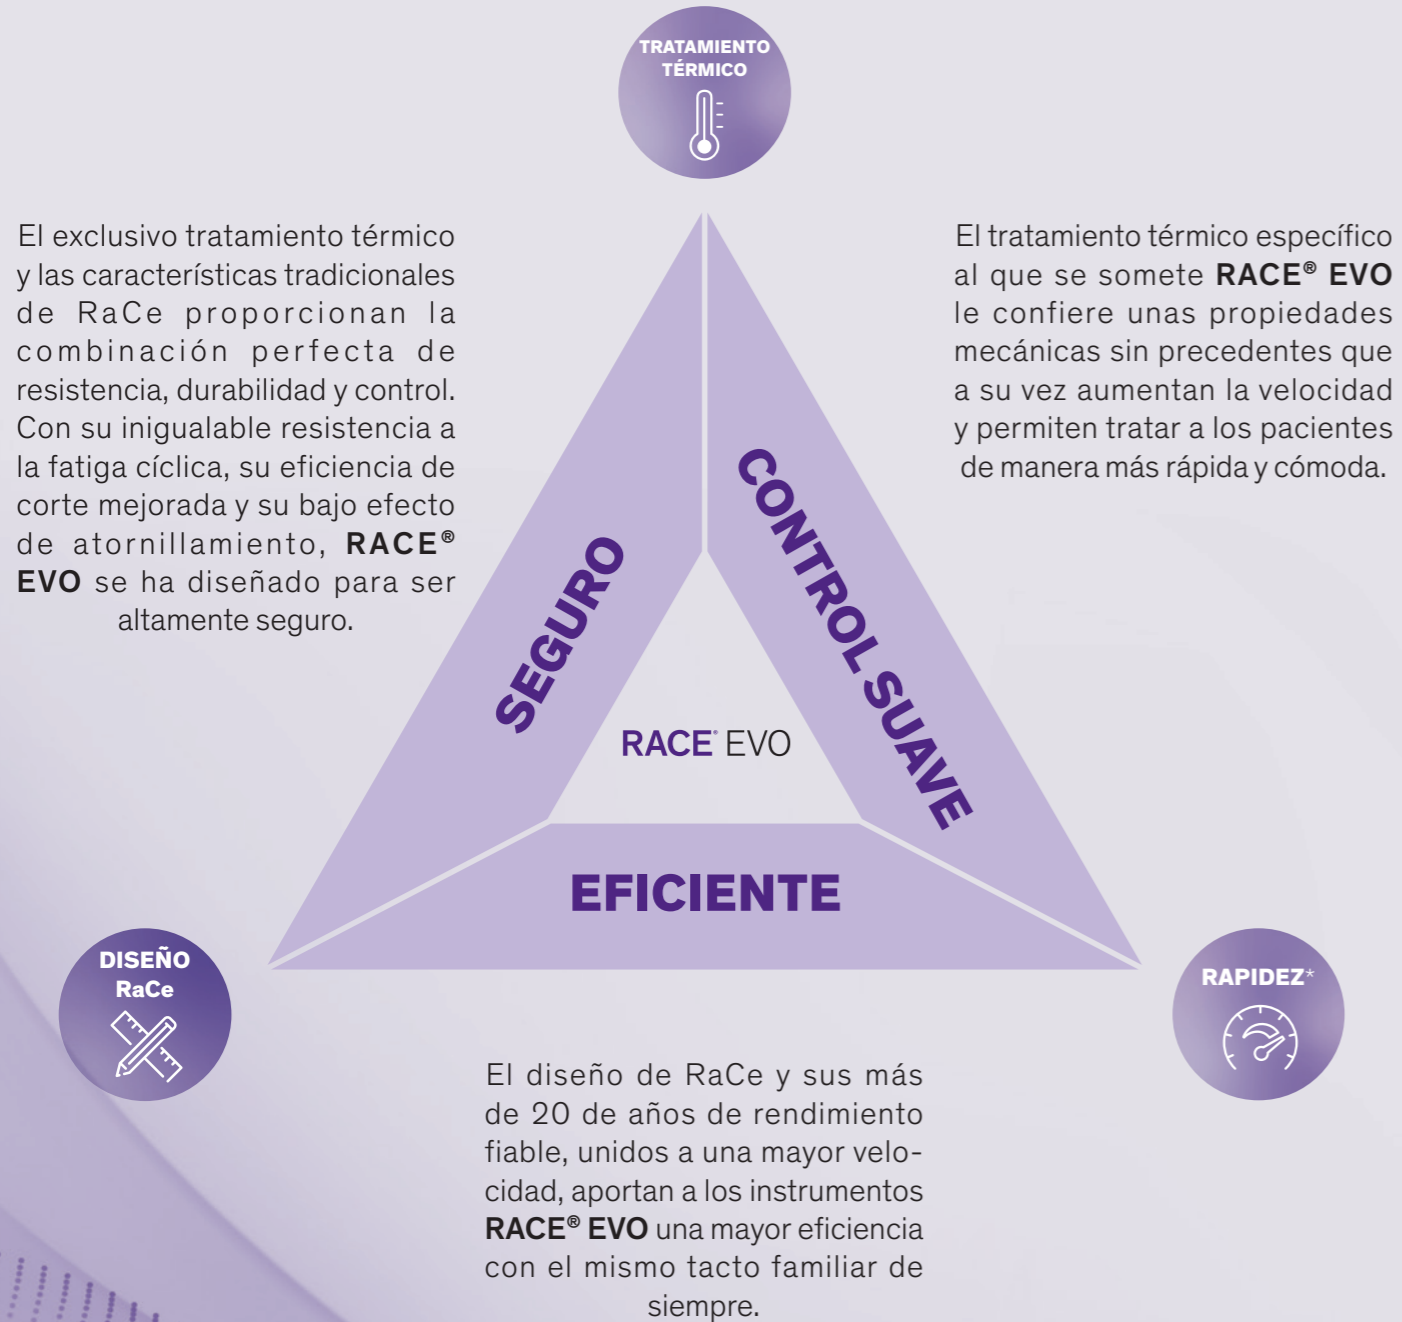 TRATAMIENTO
TÉRMICO
El exclusivo tratamiento térmico
y las características tradicionales
de RaCe proporcionan la
combinación perfecta de
resistencia, durabilidad y control.
Con su inigualable resistencia a
la fatiga cíclica, su eficiencia de
corte mejorada y su bajo efecto
de atornillamiento, RACE®
EVO se ha diseñado para ser
altamente seguro.
El tratamiento térmico específico
al que se somete RACE® EVO
le confiere unas propiedades
mecánicas sin precedentes que
a su vez aumentan la velocidad
y permiten tratar a los pacientes
de manera más rápida y cómoda.
SEGURO
CONTROL SUAVE
RACE® EVO
EFICIENTE
DISEÑO
RaCe
RAPIDEZ*
El diseño de RaCe y sus más
de 20 de años de rendimiento
fiable, unidos a una mayor velo-
cidad, aportan a los instrumentos
RACE® EVO una mayor eficiencia
con el mismo tacto familiar de
siempre.